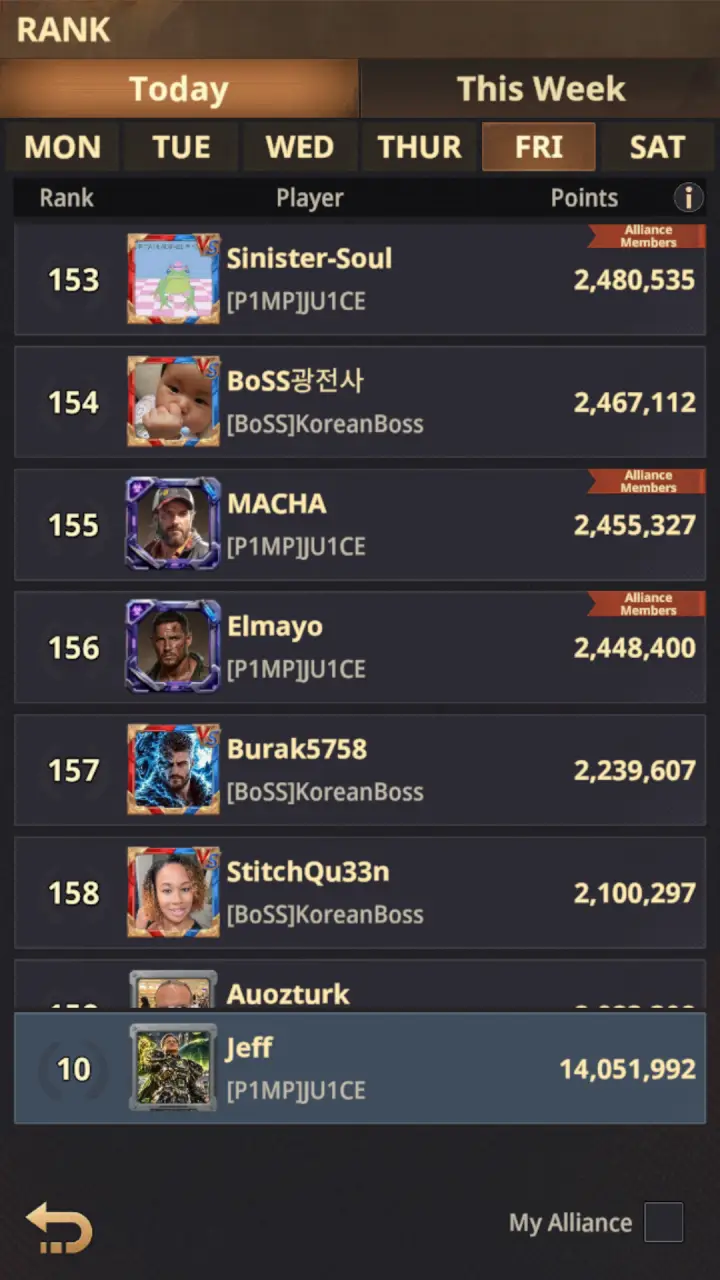 RANK
Today
This Week
MON TUE WED THUR FRI SAT
Rank Player Points i
Alliance
Members
153
VS
Sinister-Soul
[P1MP]JU1CE
2,480,535
154
VS
BoSS광전사
[BoSS]KoreanBoss
2,467,112
Alliance
Members
155
MACHA
[P1MP]JU1CE
2,455,327
Alliance
Members
156
Elmayo
[P1MP]JU1CE
2,448,400
157
VS
Burak5758
[BoSS]KoreanBoss
2,239,607
158
VS
StitchQu33n
[BoSS]KoreanBoss
2,100,297
Auozturk
10
Jeff
[P1MP]JU1CE
14,051,992
My Alliance